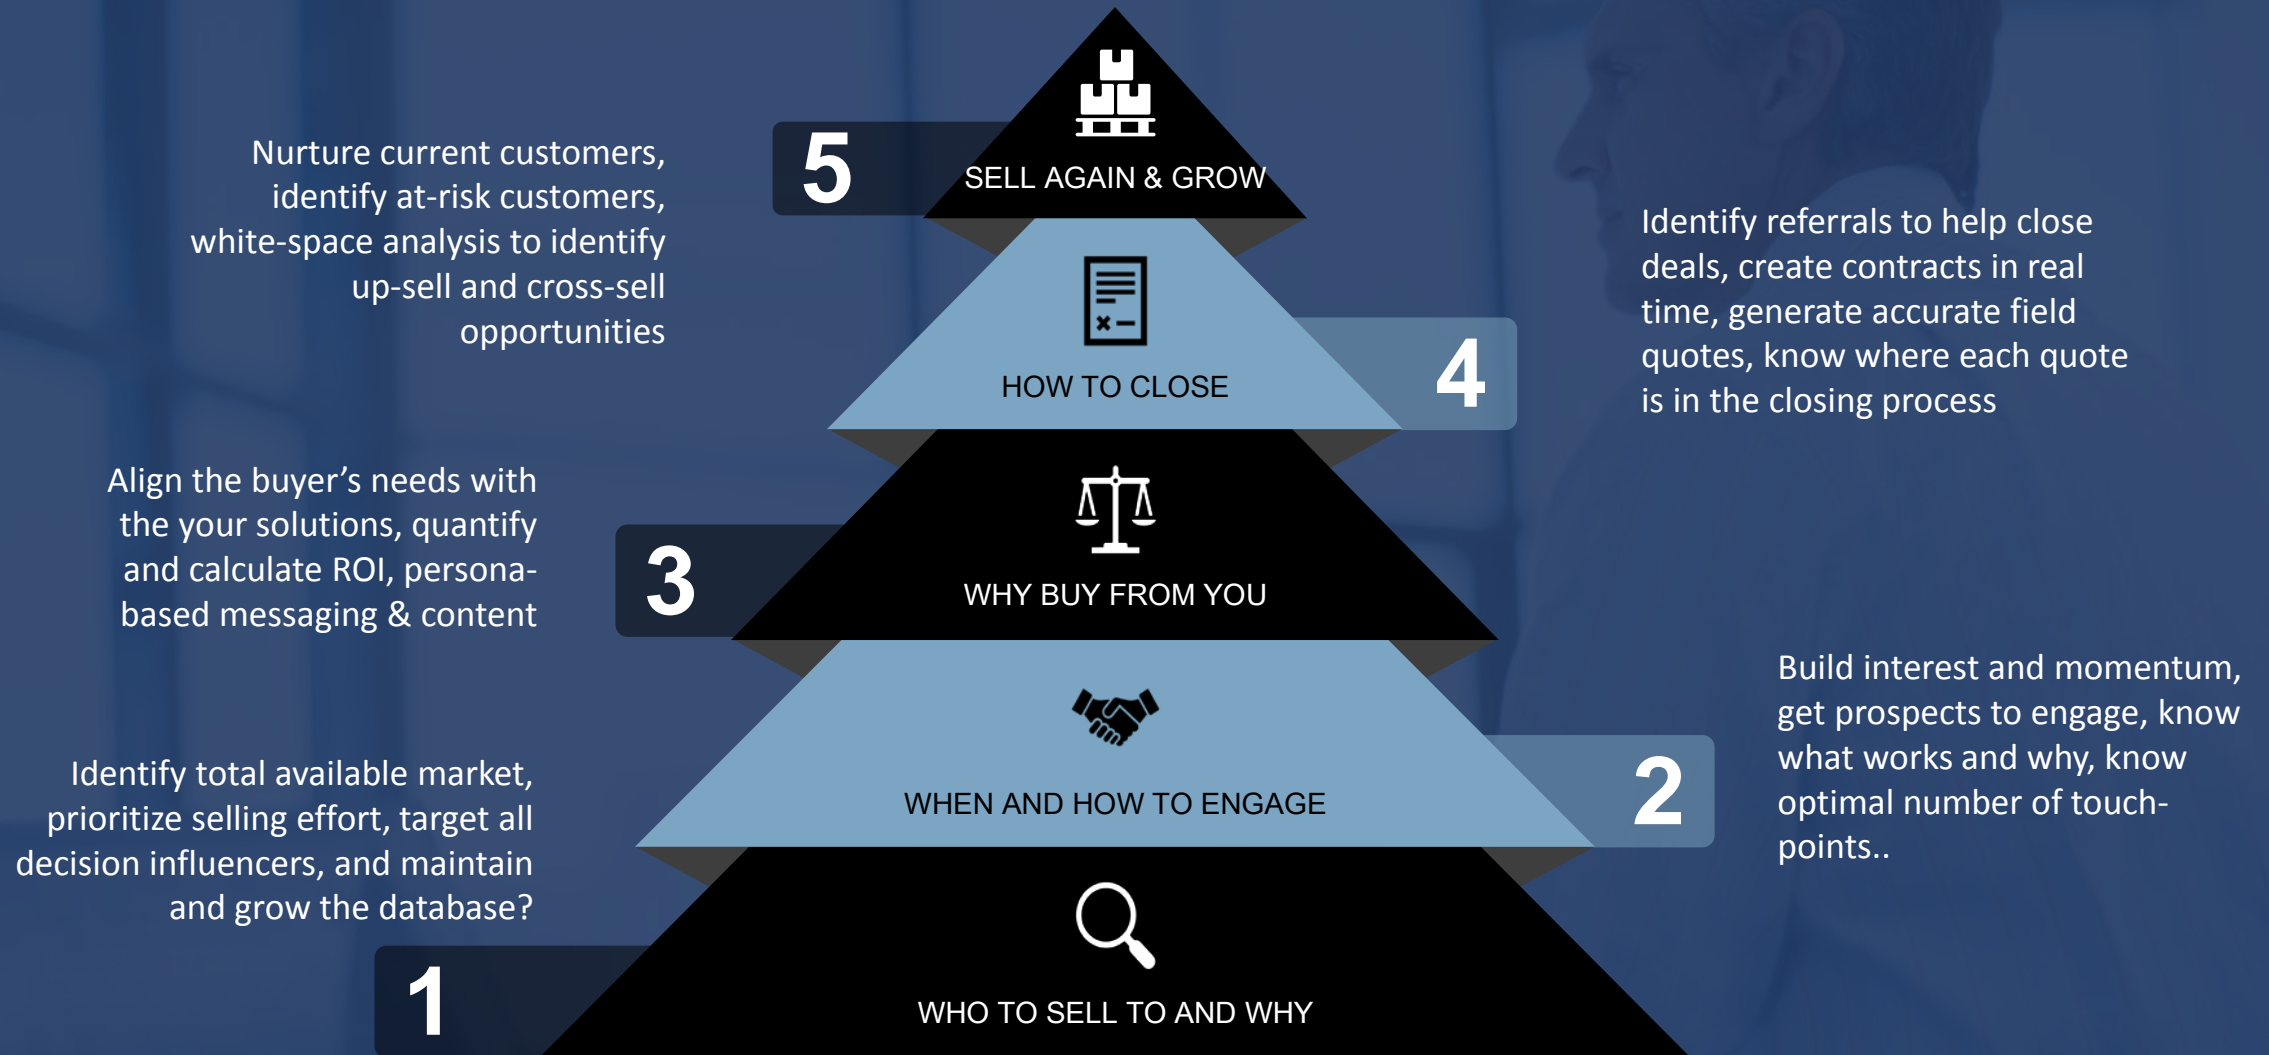 5
SELL AGAIN & GROW
Nurture current customers,
identify at-risk customers,
white-space analysis to identify
up-sell and cross-sell
opportunities
4
HOW TO CLOSE
Identify referrals to help close
deals, create contracts in real
time, generate accurate field
quotes, know where each quote
is in the closing process
3
WHY BUY FROM YOU
Align the buyer’s needs with
the your solutions, quantify
and calculate ROI, persona-
based messaging & content
2
WHEN AND HOW TO ENGAGE
Build interest and momentum,
get prospects to engage, know
what works and why, know
optimal number of touch-
points..
1
WHO TO SELL TO AND WHY
Identify total available market,
prioritize selling effort, target all
decision influencers, and maintain
and grow the database?